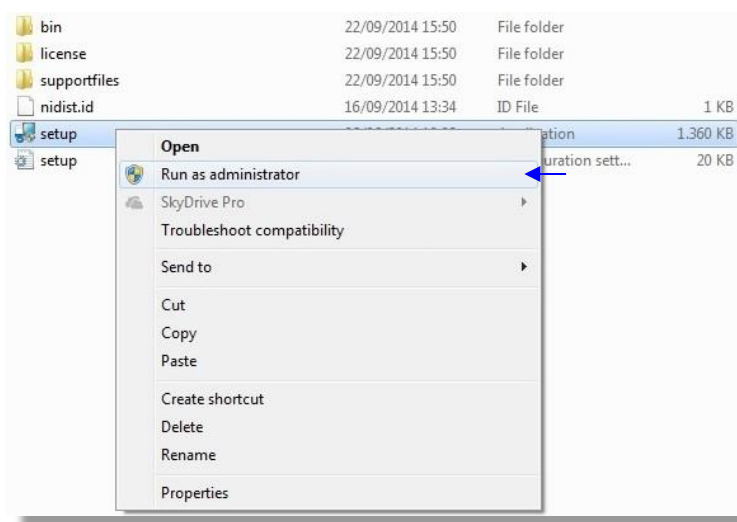 bin 22/09/2014 15:50 File folder
license 22/09/2014 15:50 File folder
supportfiles 22/09/2014 15:50 File folder
nidist.id 16/09/2014 13:34 ID File 1 KB
setup ation 1.360 KB
setup uration sett... 20 KB
Open
Run as administrator
SkyDrive Pro
Troubleshoot compatibility
Send to
Cut
Copy
Paste
Create shortcut
Delete
Rename
Properties